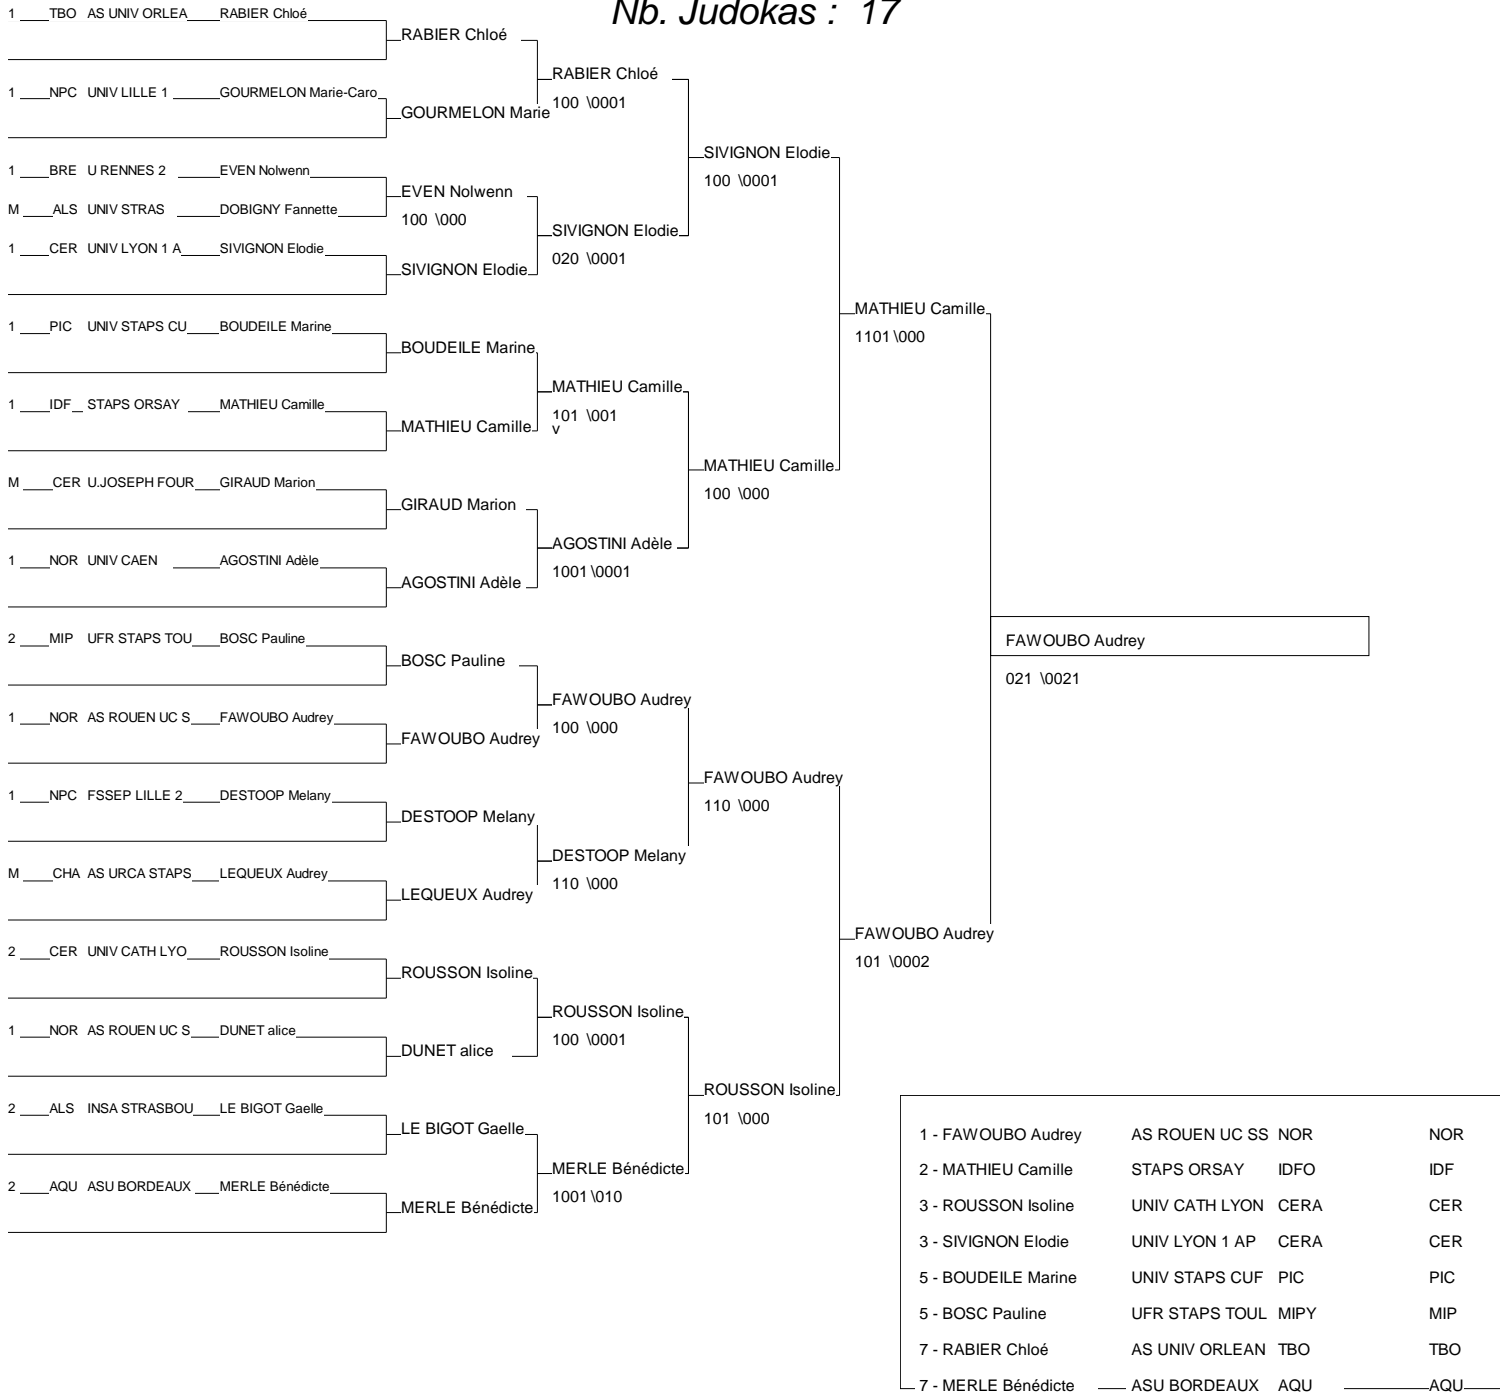 Nb. Judokas : 17
1 TBO AS UNIV ORLEA RABIER Chloé
RABIER Chloé
RABIER Chloé
1 NPC UNIV LILLE 1 GOURMELON Marie-Caro
100 \0001
GOURMELON Marie
SIVIGNON Elodie
1 BRE U RENNES 2 EVEN Nolwenn
100 \0001
EVEN Nolwenn
M ALS UNIV STRAS DOBIGNY Fannette
100 \000
SIVIGNON Elodie
1 CER UNIV LYON 1 A SIVIGNON Elodie
020 \0001
SIVIGNON Elodie
MATHIEU Camille
1 PIC UNIV STAPS CU BOUDEILE Marine
1101 \000
BOUDEILE Marine
MATHIEU Camille
1 IDF STAPS ORSAY MATHIEU Camille
101 \001
v
MATHIEU Camille
MATHIEU Camille
M CER U.JOSEPH FOUR GIRAUD Marion
100 \000
GIRAUD Marion
AGOSTINI Adèle
1 NOR UNIV CAEN AGOSTINI Adèle
1001 \0001
AGOSTINI Adèle
2 MIP UFR STAPS TOU BOSC Pauline
FAWOUBO Audrey
BOSC Pauline
021 \0021
FAWOUBO Audrey
1 NOR AS ROUEN UC S FAWOUBO Audrey
100 \000
FAWOUBO Audrey
FAWOUBO Audrey
1 NPC FSSEP LILLE 2 DESTOOP Melany
110 \000
DESTOOP Melany
DESTOOP Melany
M CHA AS URCA STAPS LEQUEUX Audrey
110 \000
LEQUEUX Audrey
FAWOUBO Audrey
2 CER UNIV CATH LYO ROUSSON Isoline
101 \0002
ROUSSON Isoline
ROUSSON Isoline
1 NOR AS ROUEN UC S DUNET alice
100 \0001
DUNET alice
ROUSSON Isoline
2 ALS INSA STRASBOU LE BIGOT Gaelle
101 \000
LE BIGOT Gaelle
MERLE Bénédicte
2 AQU ASU BORDEAUX MERLE Bénédicte
1001 \010
MERLE Bénédicte
1 - FAWOUBO Audrey AS ROUEN UC SS NOR NOR
2 - MATHIEU Camille STAPS ORSAY IDFO IDF
3 - ROUSSON Isoline UNIV CATH LYON CERA CER
3 - SIVIGNON Elodie UNIV LYON 1 AP CERA CER
5 - BOUDEILE Marine UNIV STAPS CUF PIC PIC
5 - BOSC Pauline UFR STAPS TOUL MIPY MIP
7 - RABIER Chloé AS UNIV ORLEAN TBO TBO
7 - MERLE Bénédicte ASU BORDEAUX AQU AQU